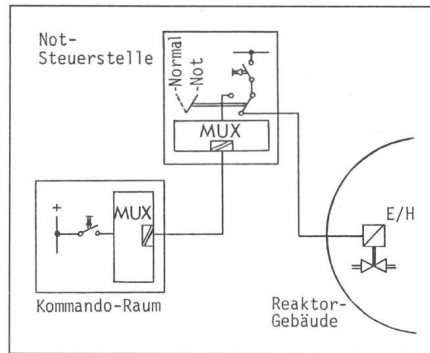 Not-
Steuerstelle
-Normal
-Not
MUX
+
MUX
Kommando-Raum
E/H
Reaktor-
Gebäude